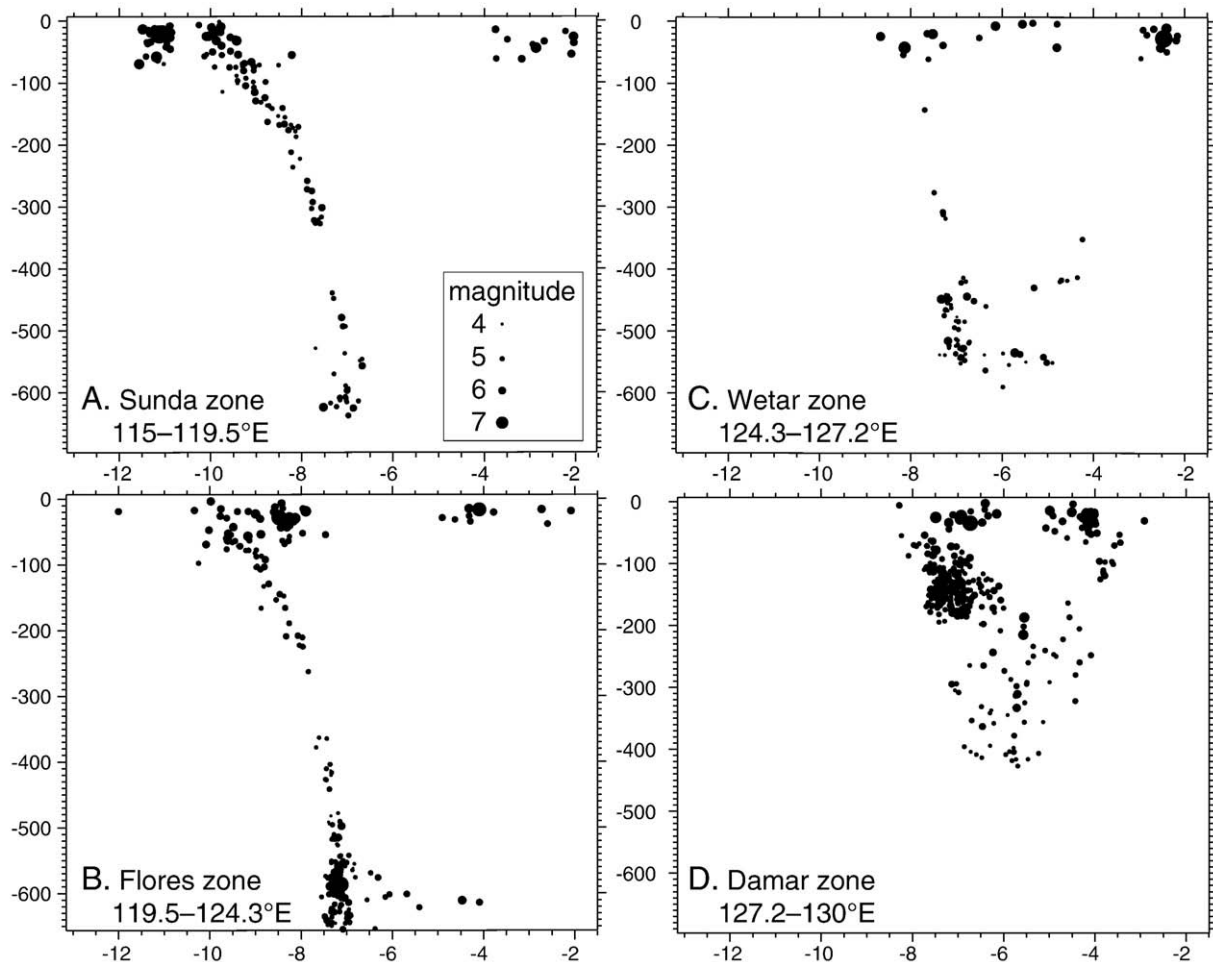 0
-100
-200
-300
-400
-500
-600
magnitude
4
5
6
7
A. Sunda zone
115–119.5°E
-12 -10 -8 -6 -4 -2
0
-100
-200
-300
-400
-500
-600
C. Wetar zone
124.3–127.2°E
-12 -10 -8 -6 -4 -2
0
-100
-200
-300
-400
-500
-600
B. Flores zone
119.5–124.3°E
-12 -10 -8 -6 -4 -2
0
-100
-200
-300
-400
-500
-600
D. Damar zone
127.2–130°E
-12 -10 -8 -6 -4 -2